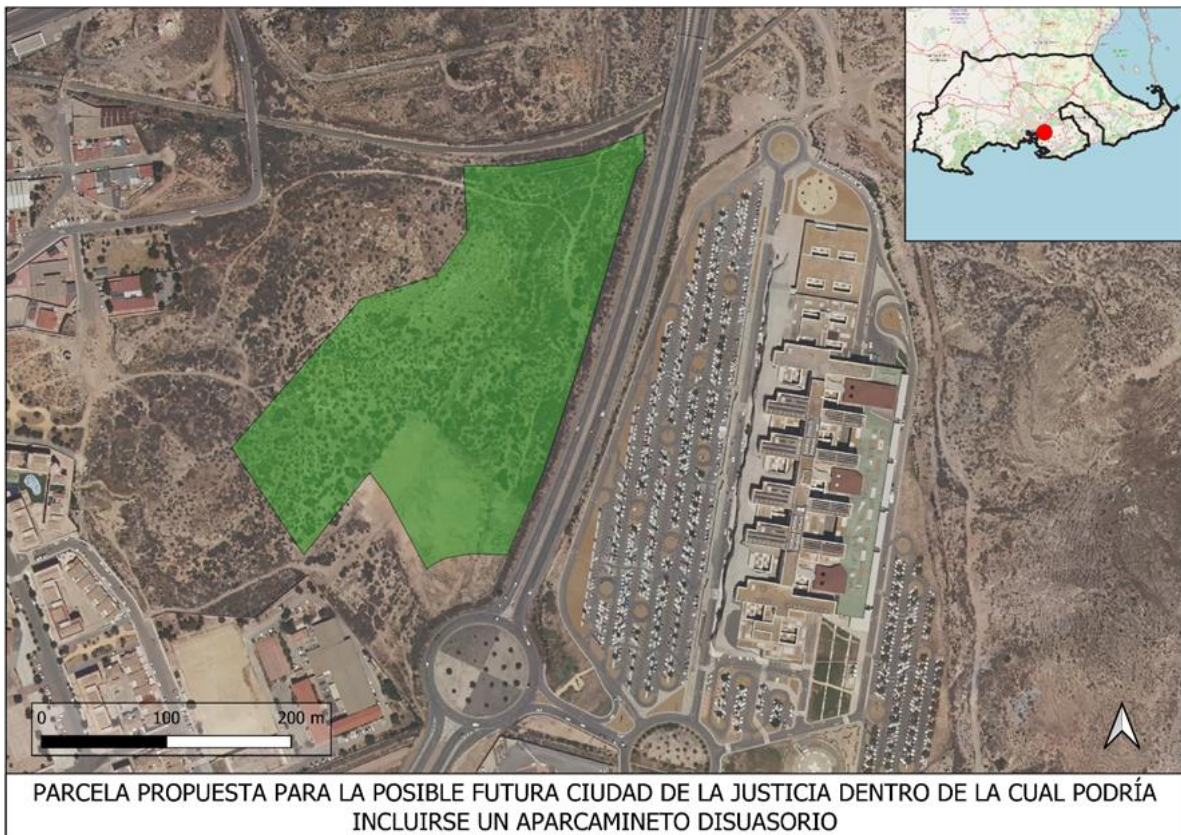 0 100 200 m
PARCELA PROPUESTA PARA LA POSIBLE FUTURA CIUDAD DE LA JUSTICIA DENTRO DE LA CUAL PODRÍA
INCLUIRSE UN APARCAMINETO DISUASORIO